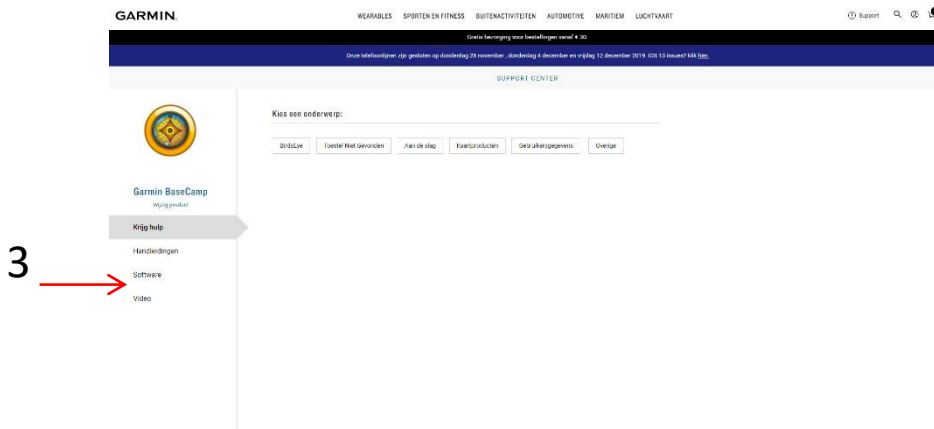 GARMIN.
WEARABLES SPORTEN EN FITNESS BUITENACTIVITEITEN AUTOMOTIVE MARITIEM LUCHTVAART
Support
Gratis bezorging voor bestellingen vanaf € 30.
Onze telefoonlijnen zijn gesloten op donderdag 28 november, donderdag 4 december en vrijdag 12 december 2019. iOS 13 issues? klik hier.
SUPPORT CENTER
Kies een onderwerp:
BirdsEye Toestel Niet Gevonden Aan de slag Kaartproducten Gebruikersgegevens Overige
Garmin BaseCamp
Wijzig product
Krijg hulp
Handleidingen
3
Software
Video